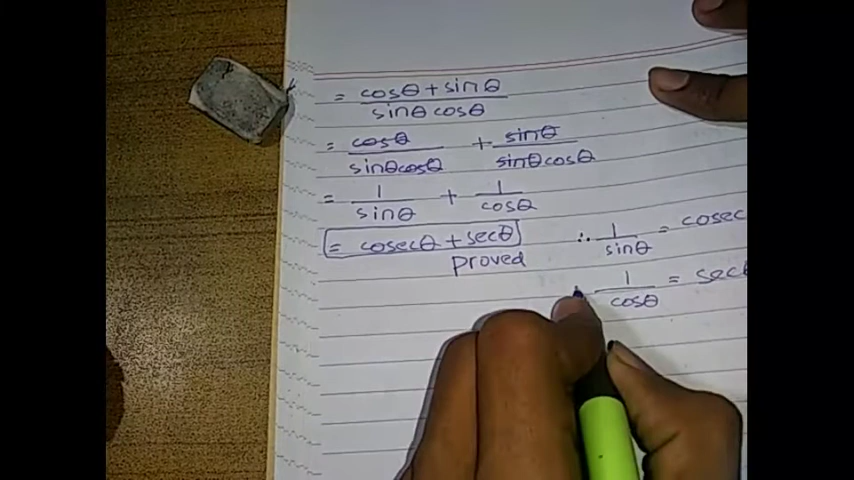 = cosθ + sinθ / sinθ cosθ
= cosθ / sinθcosθ + sinθ / sinθcosθ
= 1 / sinθ + 1 / cosθ
= cosecθ + secθ ∴ 1 / sinθ = cosec
proved
1 / cosθ = sec